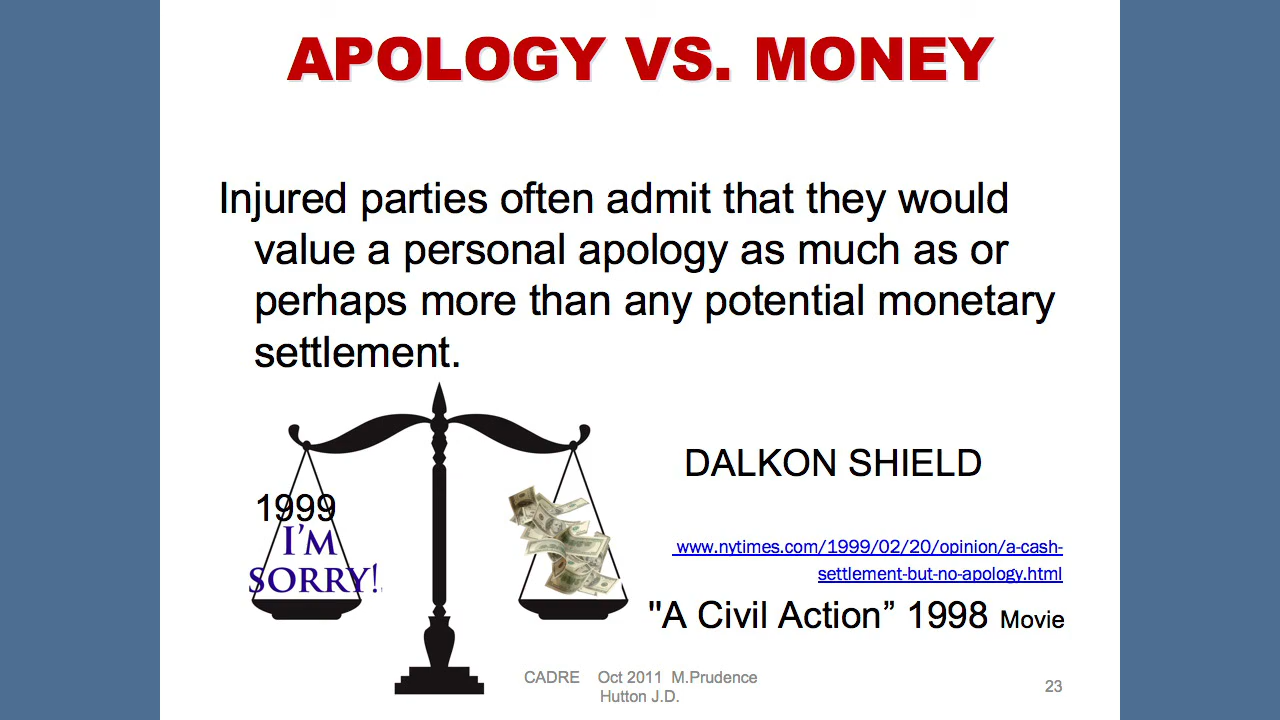 APOLOGY VS. MONEY
Injured parties often admit that they would
value a personal apology as much as or
perhaps more than any potential monetary
settlement.
DALKON SHIELD
1999
I'M
SORRY!
www.nytimes.com/1999/02/20/opinion/a-cash-
settlement-but-no-apology.html
"A Civil Action” 1998 Movie
CADRE Oct 2011 M.Prudence
Hutton J.D.
23